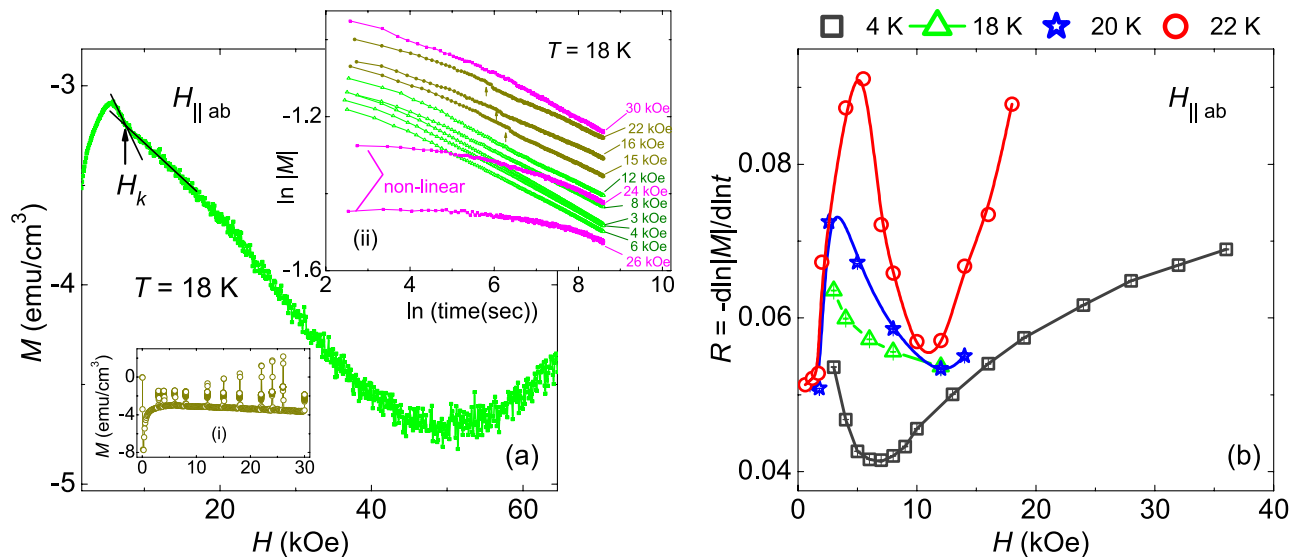 -3
-4
-5
M (emu/cm³)
20
40
60
H (kOe)
H∥ ab
H_k
T = 18 K
(a)
0
-4
-8
M (emu/cm³)
0
10
20
30
(i)
-1.2
-1.6
ln |M|
2
4
6
8
10
ln (time(sec))
T = 18 K
non-linear
(ii)
30 kOe
22 kOe
16 kOe
15 kOe
12 kOe
24 kOe
8 kOe
3 kOe
4 kOe
6 kOe
26 kOe
4 K 18 K 20 K 22 K
H∥ ab
0.08
0.06
0.04
R = -dln|M|/dlnt
0
10
20
30
40
H (kOe)
(b)